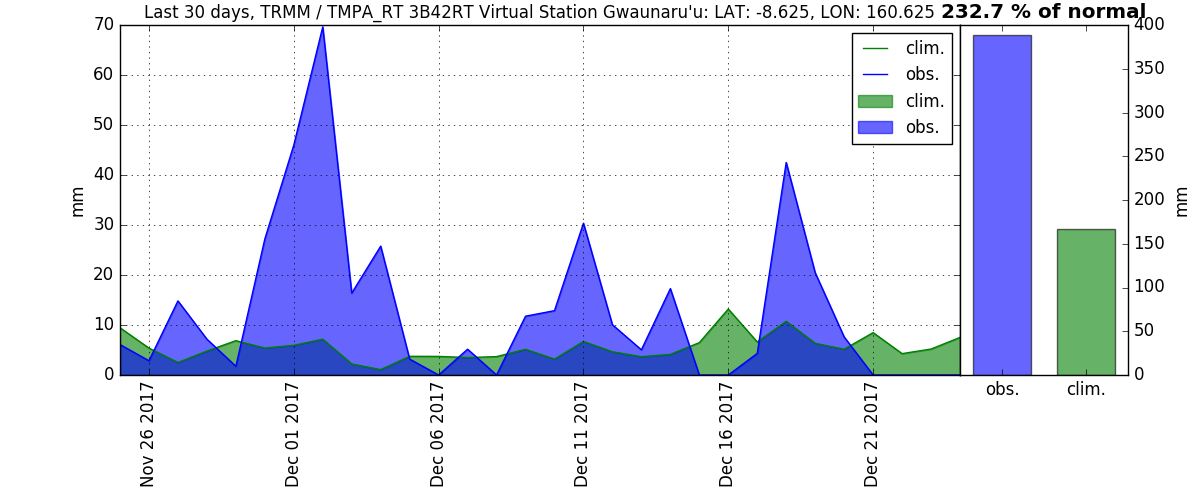 Last 30 days, TRMM / TMPA_RT 3B42RT Virtual Station Gwaunaru'u: LAT: -8.625, LON: 160.625 232.7 % of normal
70
60
50
40
30
20
10
0
mm
clim.
obs.
clim.
obs.
400
350
300
250
200
150
100
50
0
mm
obs.
clim.
Nov 26 2017
Dec 01 2017
Dec 06 2017
Dec 11 2017
Dec 16 2017
Dec 21 2017